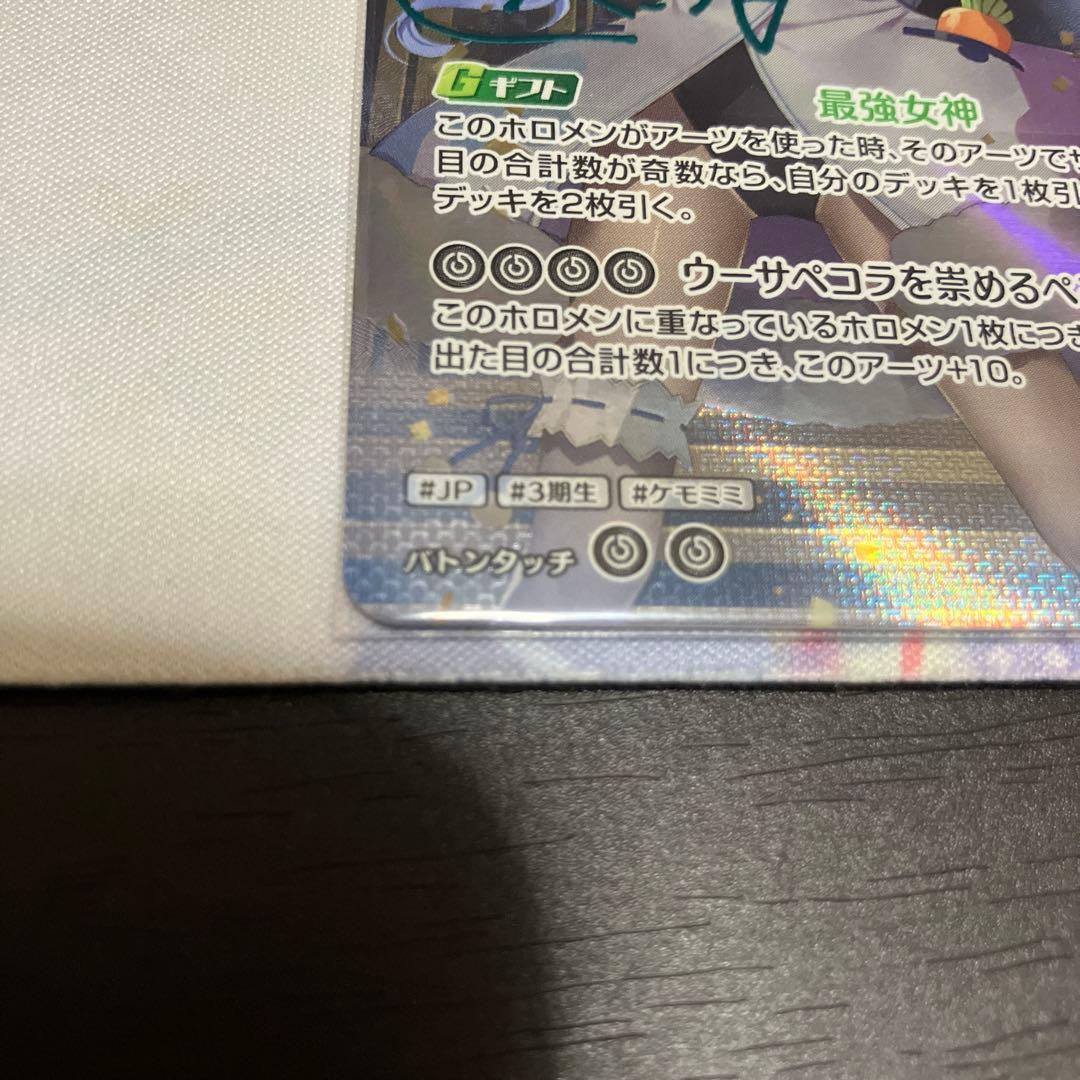 Gギフト 最強女神
このホロメンがアーツを使った時、そのアーツでサ
目の合計数が奇数なら、自分のデッキを1枚引
デッキを2枚引く。
ウーサペコラを崇めるペ
このホロメンに重なっているホロメン1枚につき
出た目の合計数1につき、このアーツ+10。
#JP #3期生 #ケモミミ
バトンタッチ